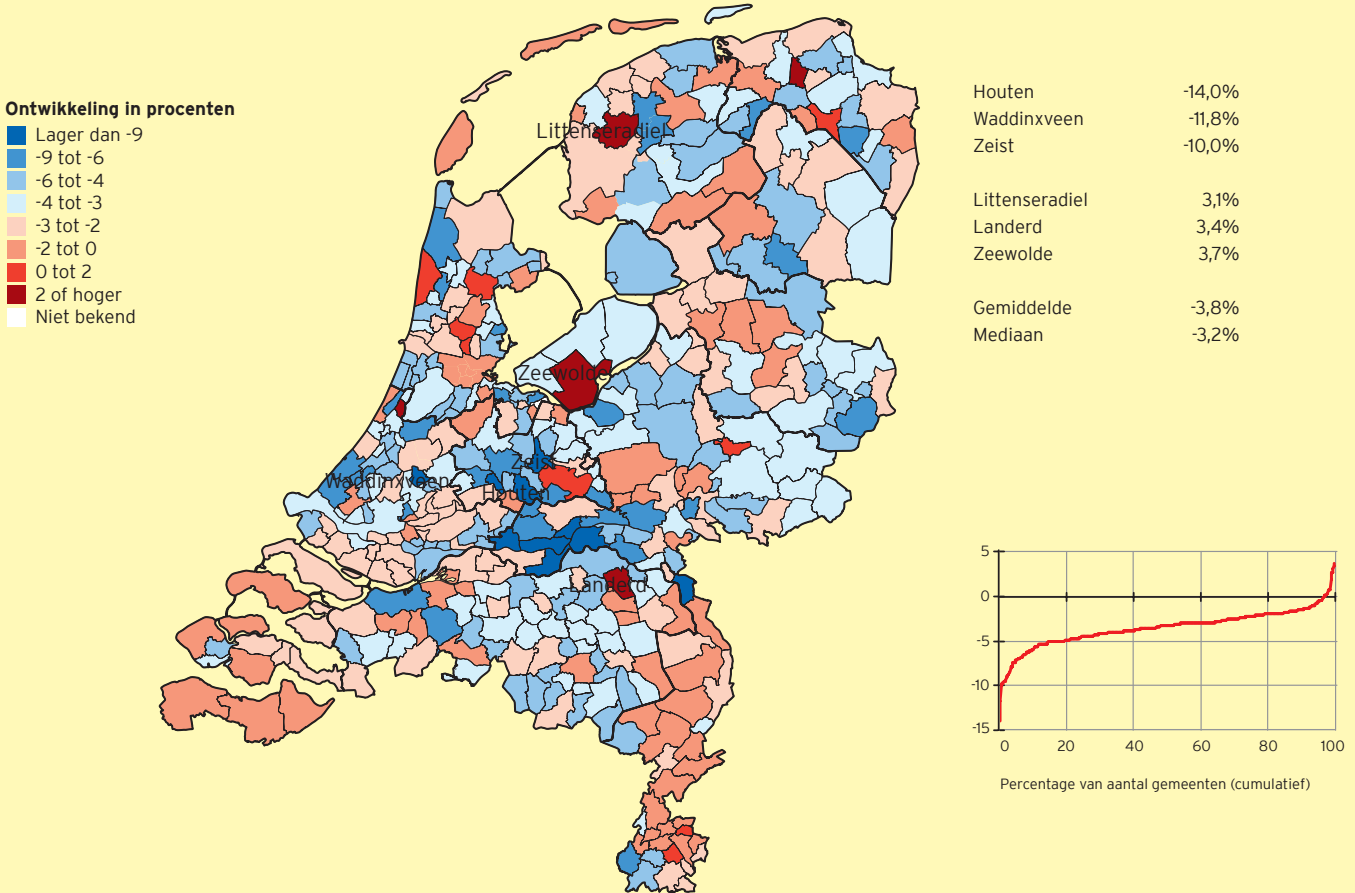 Ontwikkeling in procenten
Lager dan -9
-9 tot -6
-6 tot -4
-4 tot -3
-3 tot -2
-2 tot 0
0 tot 2
2 of hoger
Niet bekend
Littenseradiel
Zeewolde
Zeist
Waddinxveen
Houten
Landerd
Houten -14,0%
Waddinxveen -11,8%
Zeist -10,0%
Littenseradiel 3,1%
Landerd 3,4%
Zeewolde 3,7%
Gemiddelde -3,8%
Mediaan -3,2%
5
0
-5
-10
-15
0 20 40 60 80 100
Percentage van aantal gemeenten (cumulatief)